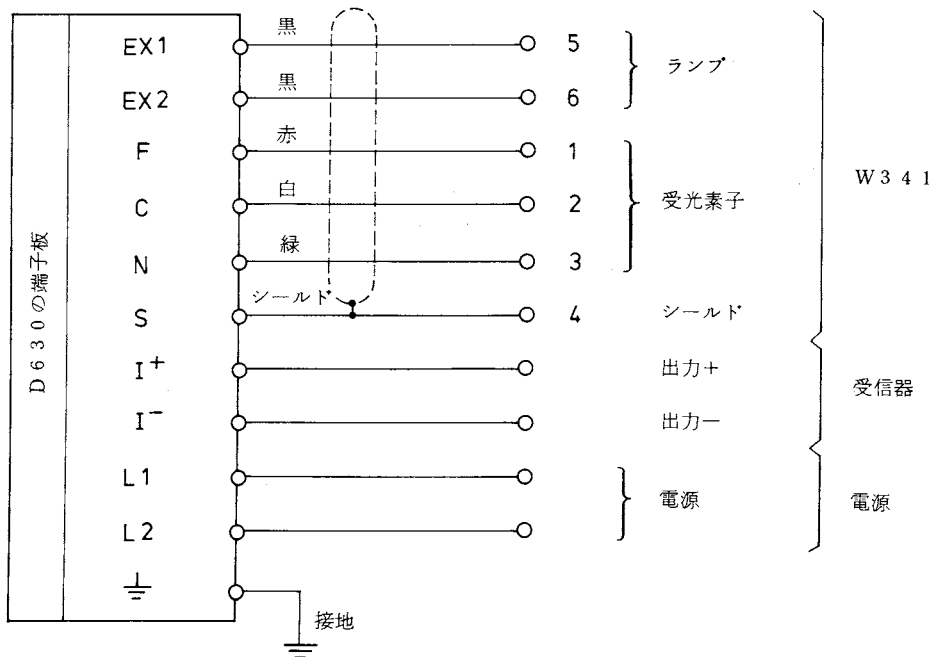 黒
EX1
5
ランプ
黒
EX2
6
赤
F
1
W341
白
C
2
受光素子
緑
N
3
D630の端子板
シールド
S
4
シールド
I+
出力+
受信器
I−
出力−
L1
電源
電源
L2
接地